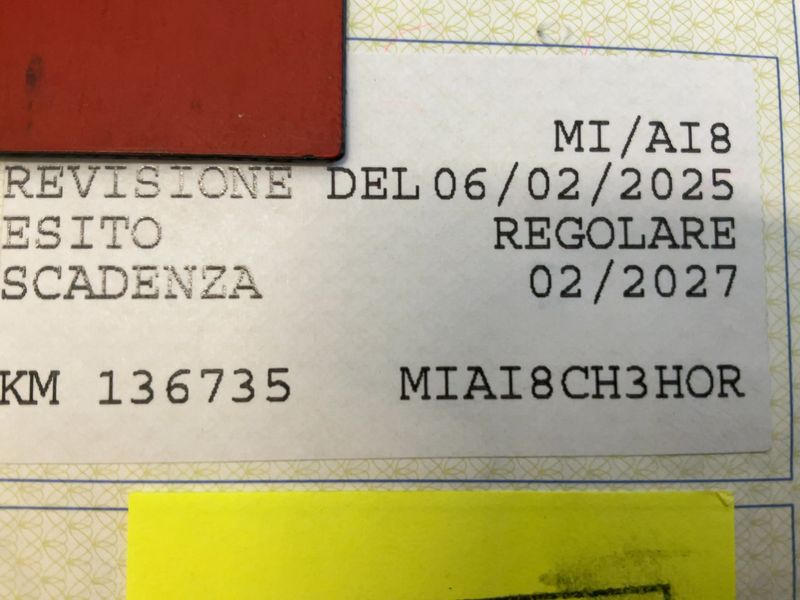 MI/AI8
REVISIONE DEL 06/02/2025
ESITO REGOLARE
SCADENZA 02/2027
KM 136735 MIAI8CH3HOR